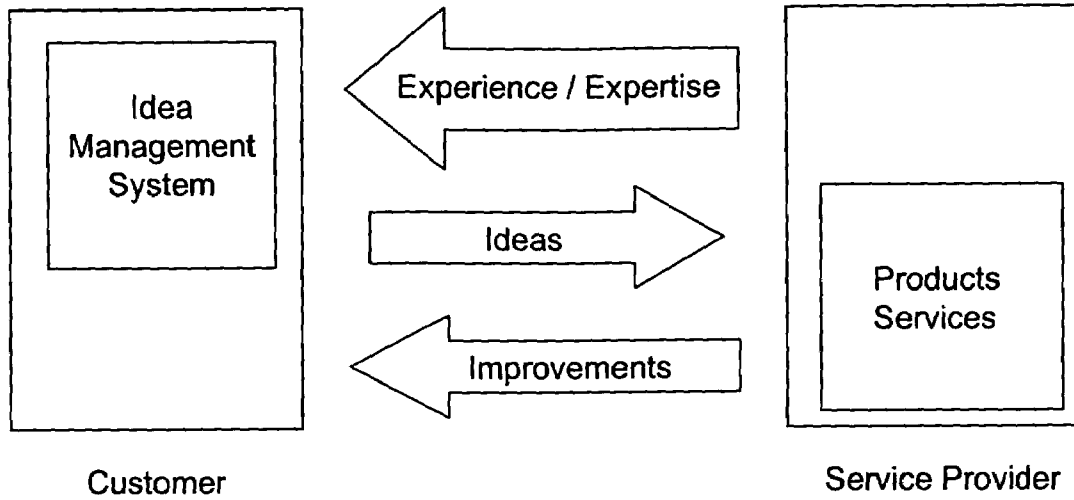 Idea
Management
System
Experience / Expertise
Ideas
Improvements
Products
Services
Customer
Service Provider